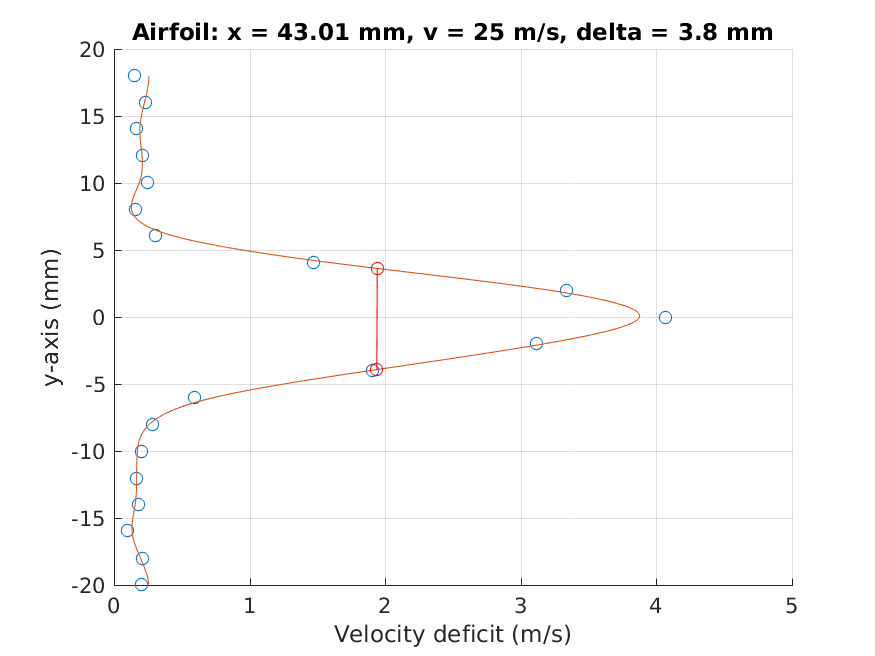 Airfoil: x = 43.01 mm, v = 25 m/s, delta = 3.8 mm
20
15
10
5
0
-5
-10
-15
-20
y-axis (mm)
0 1 2 3 4 5
Velocity deficit (m/s)